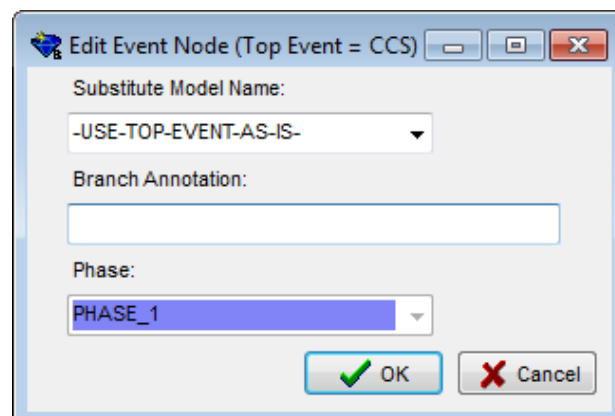 Edit Event Node (Top Event = CCS)
Substitute Model Name:
-USE-TOP-EVENT-AS-IS-
Branch Annotation:
Phase:
PHASE_1
OK
Cancel